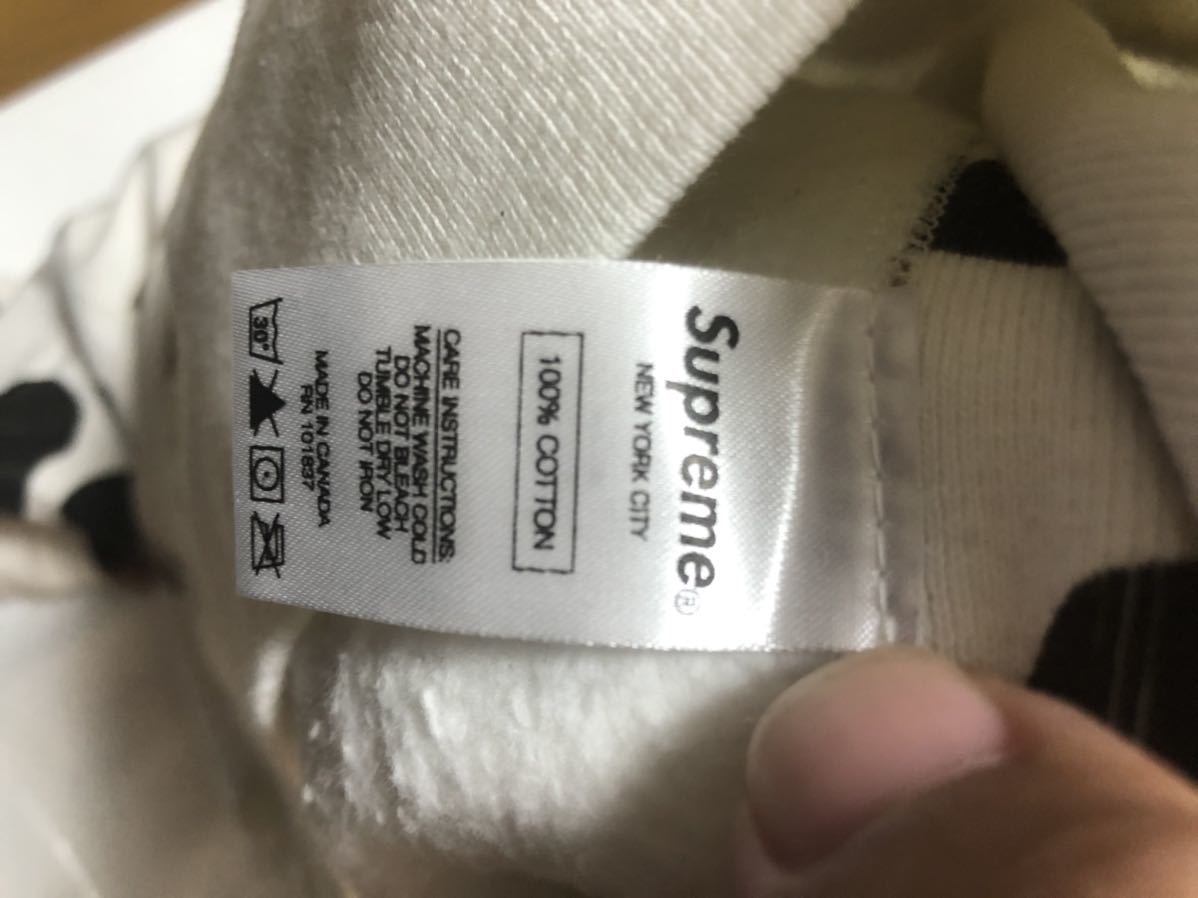 Supreme®
NEW YORK CITY
100% COTTON
CARE INSTRUCTIONS:
MACHINE WASH COLD
DO NOT BLEACH
TUMBLE DRY LOW
DO NOT IRON
MADE IN CANADA
RN 101837
30°